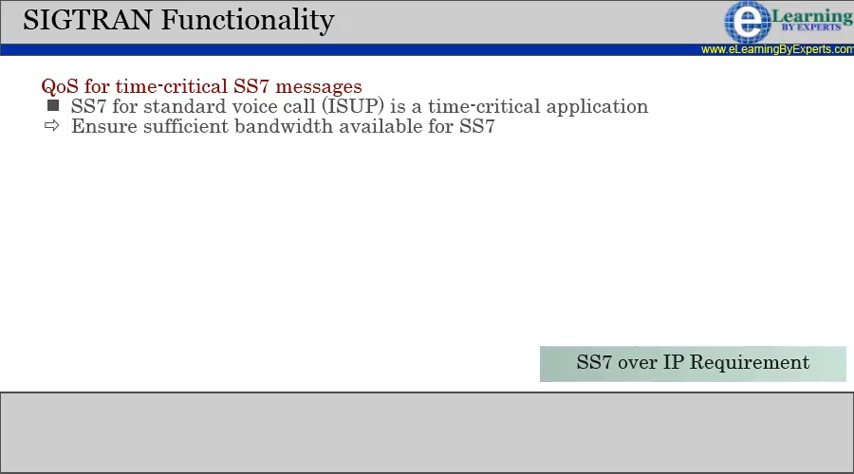 SIGTRAN Functionality
eLearning
BY EXPERTS
www.eLearningByExperts.com
QoS for time-critical SS7 messages
■ SS7 for standard voice call (ISUP) is a time-critical application
⇨ Ensure sufficient bandwidth available for SS7
SS7 over IP Requirement